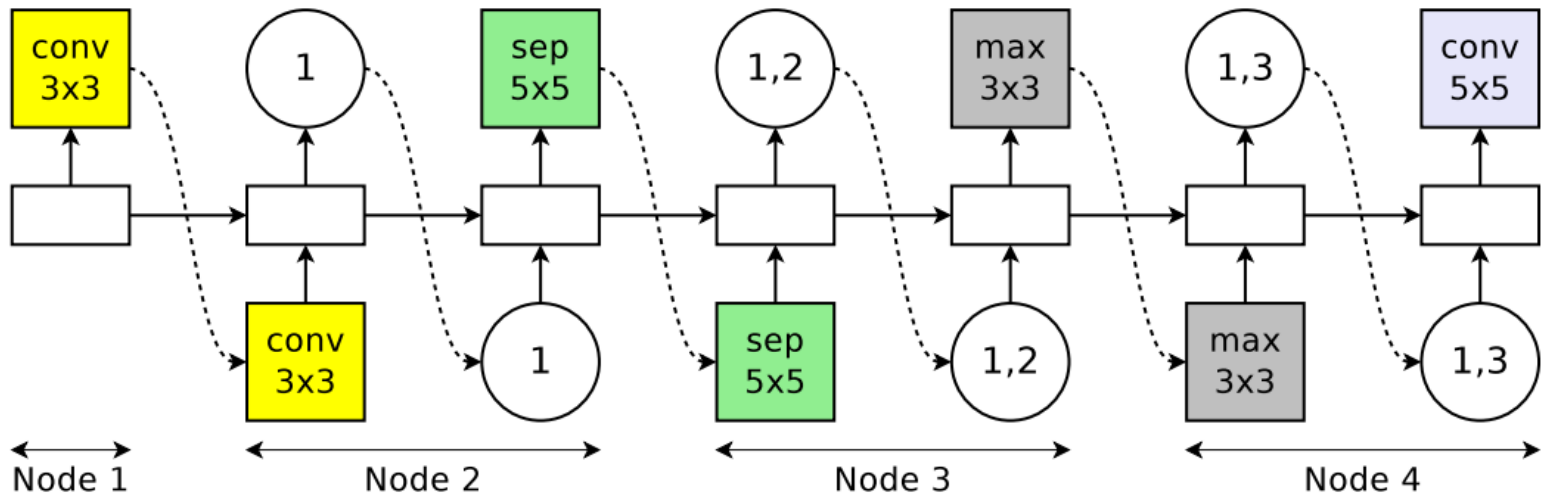 conv
3x3
1
sep
5x5
1,2
max
3x3
1,3
conv
5x5
conv
3x3
1
sep
5x5
1,2
max
3x3
1,3
Node 1
Node 2
Node 3
Node 4